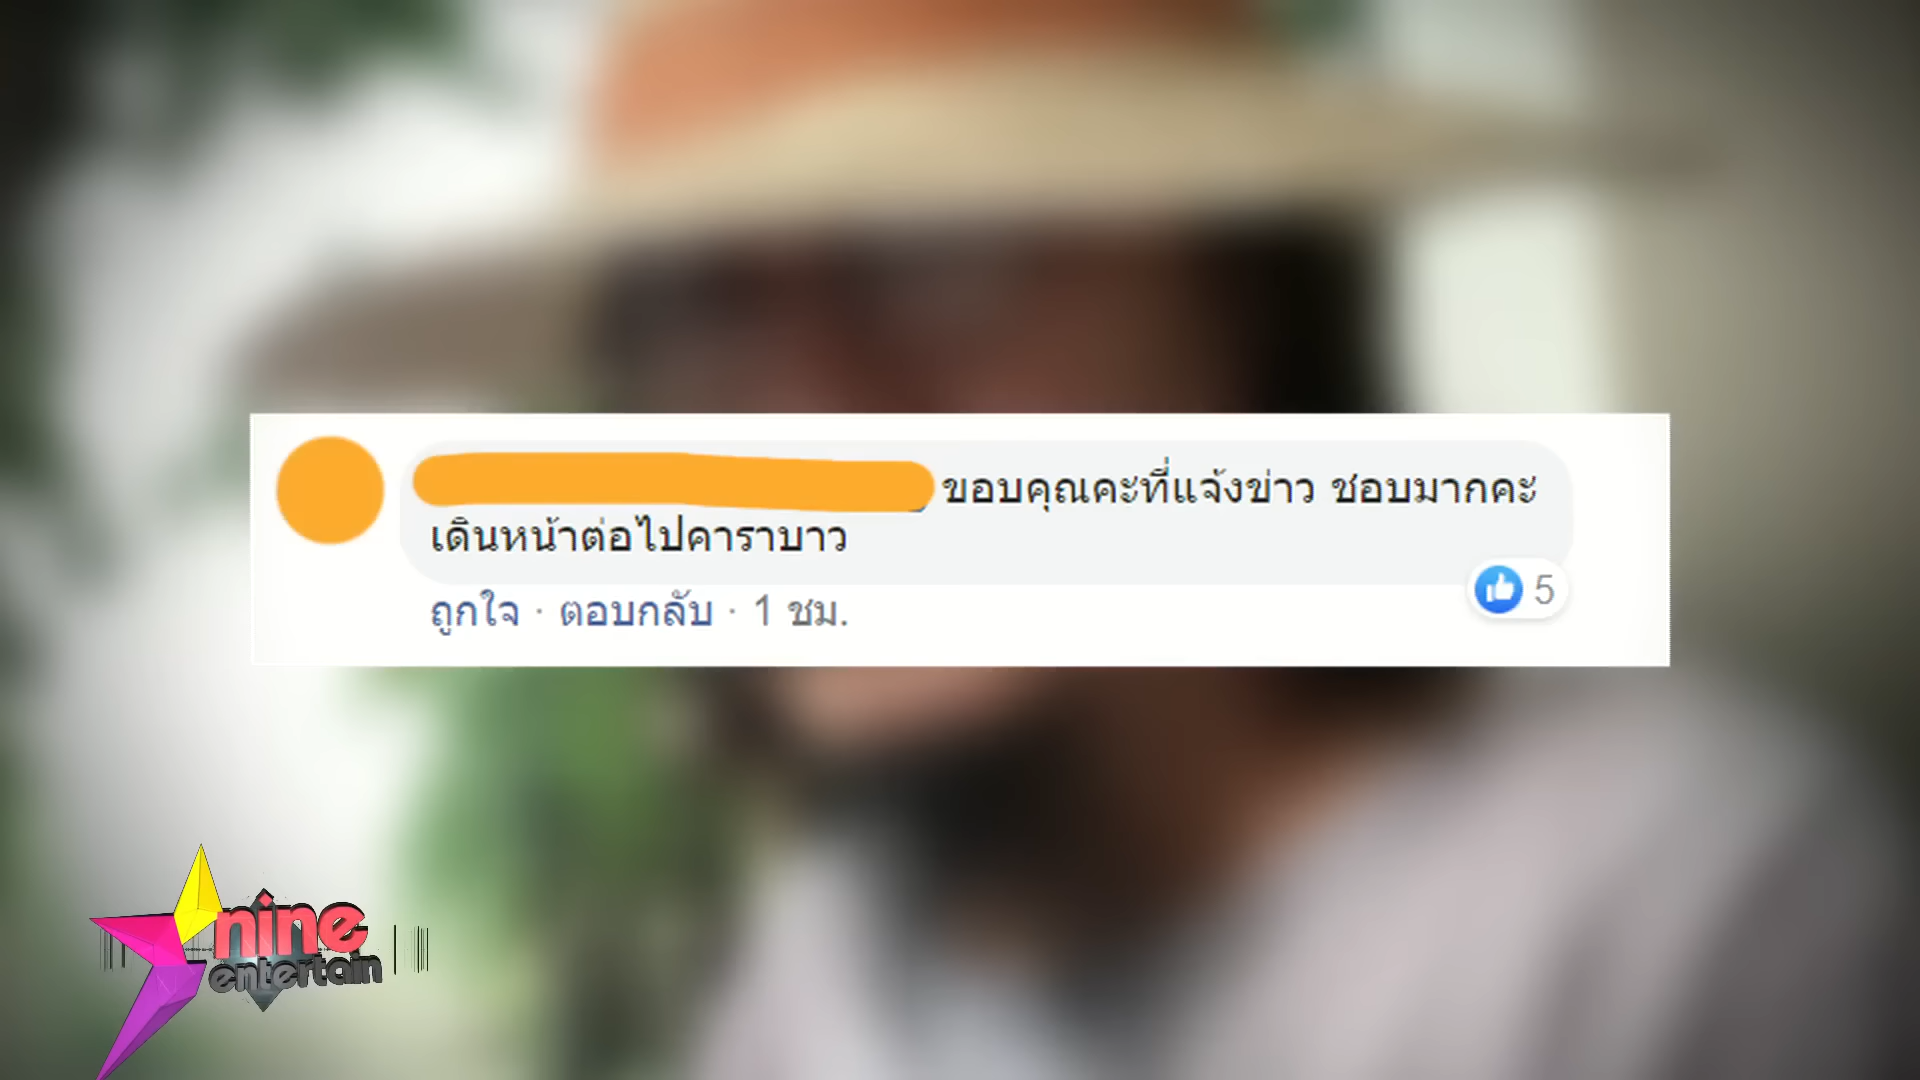 ขอบคุณคะที่แจ้งข่าว ชอบมากคะ
เดินหน้าต่อไปคาราบาว
ถูกใจ · ตอบกลับ · 1 ชม.
5
nine
entertain